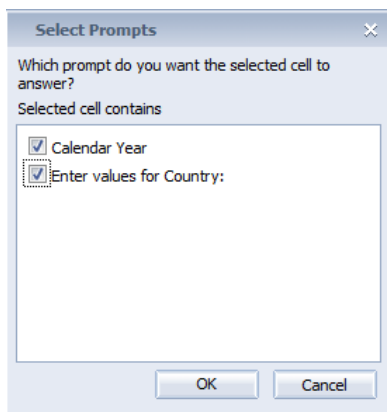 Select Prompts
Which prompt do you want the selected cell to
answer?
Selected cell contains
Calendar Year
Enter values for Country:
OK
Cancel